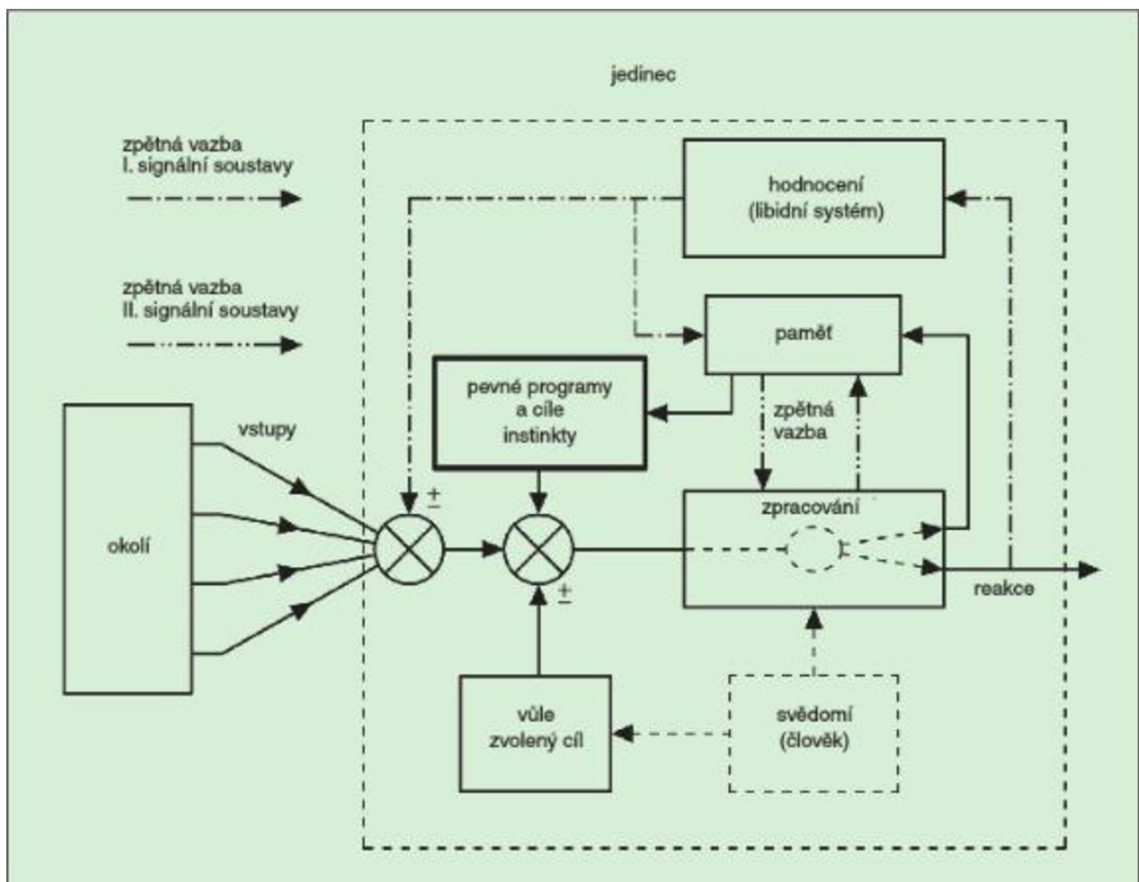 jedinec
zpětná vazba
I. signální soustavy
hodnocení
(libidní systém)
zpětná vazba
II. signální soustavy
paměť
pevné programy
a cíle
instinkty
zpětná
vazba
vstupy
±
zpracování
okolí
±
reakce
vůle
zvolený cíl
svědomí
(člověk)